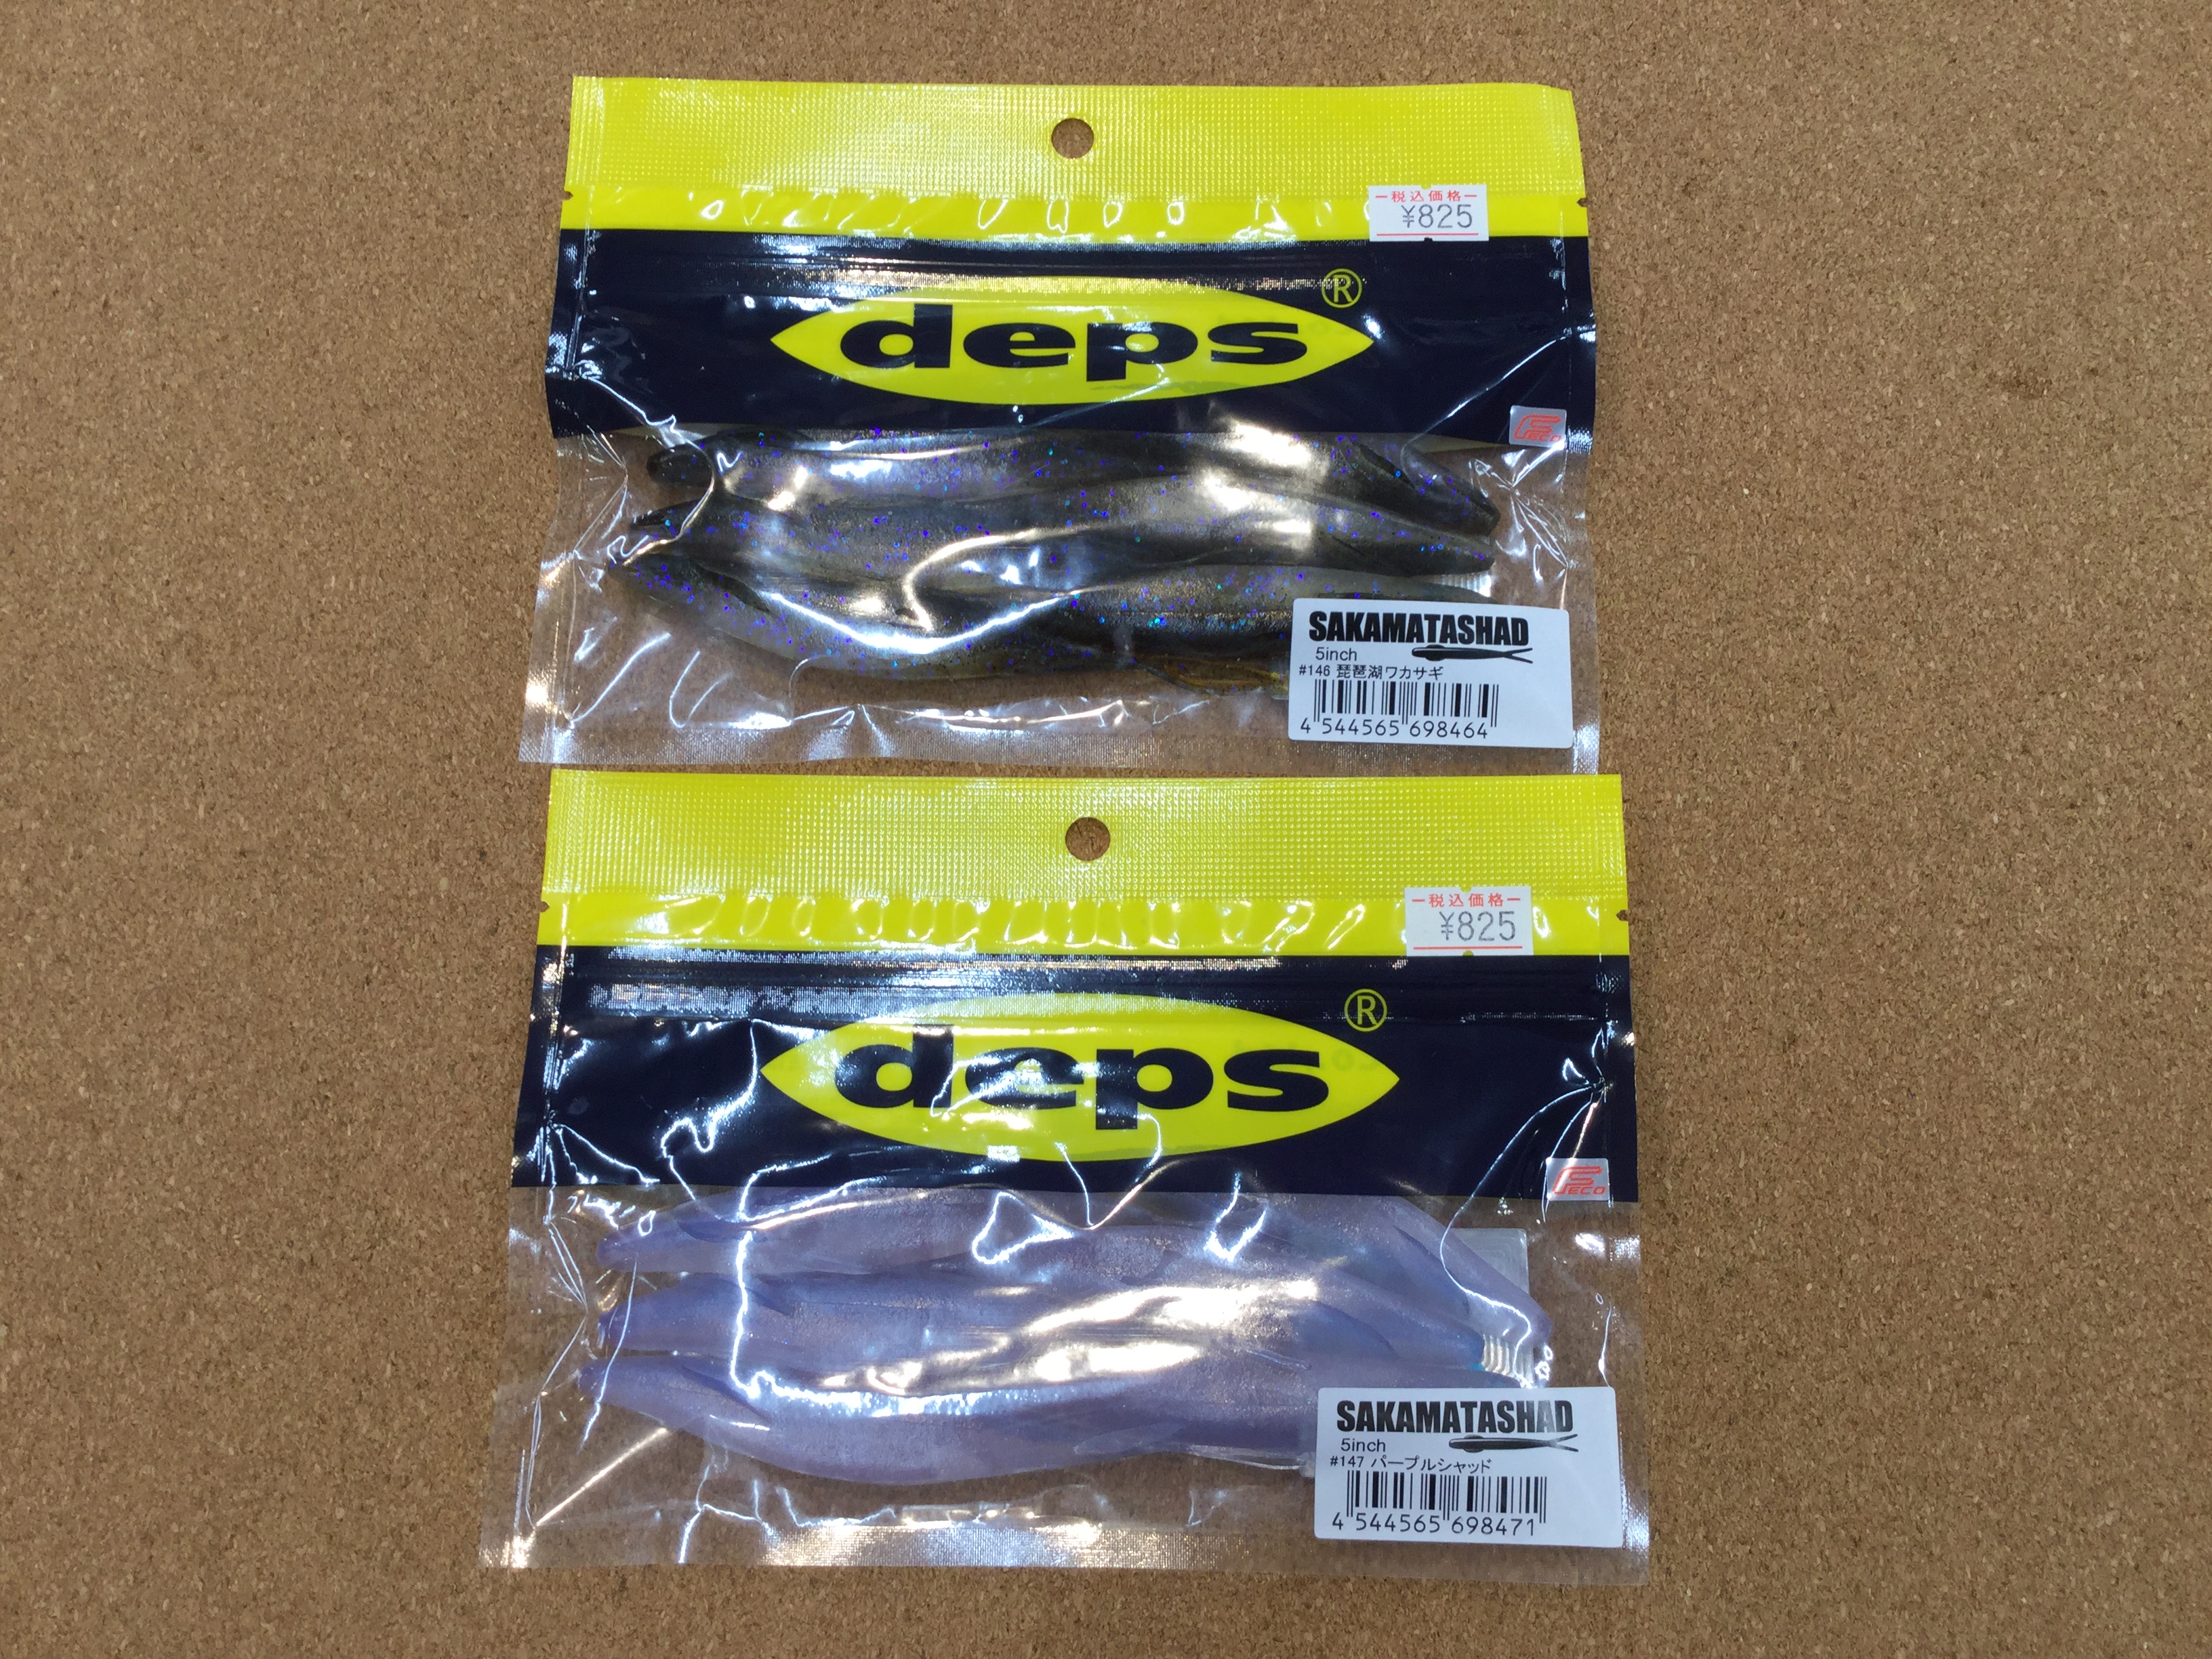 税込価格
¥825
deps®
FECO
SAKAMATASHAD
5inch
#146 琵琶湖ワカサギ
4 544565 698464
税込価格
¥825
deps®
FECO
SAKAMATASHAD
5inch
#147 パープルシャッド
4 544565 698471